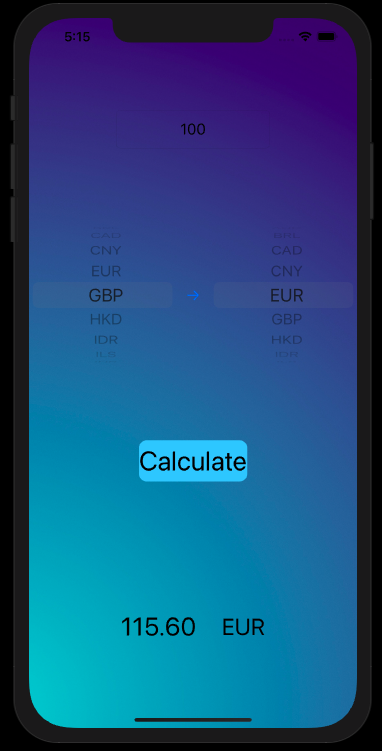 5:15
100
CAD BRL
CNY CAD
EUR CNY
GBP → EUR
HKD GBP
IDR HKD
ILS IDR
Calculate
115.60 EUR